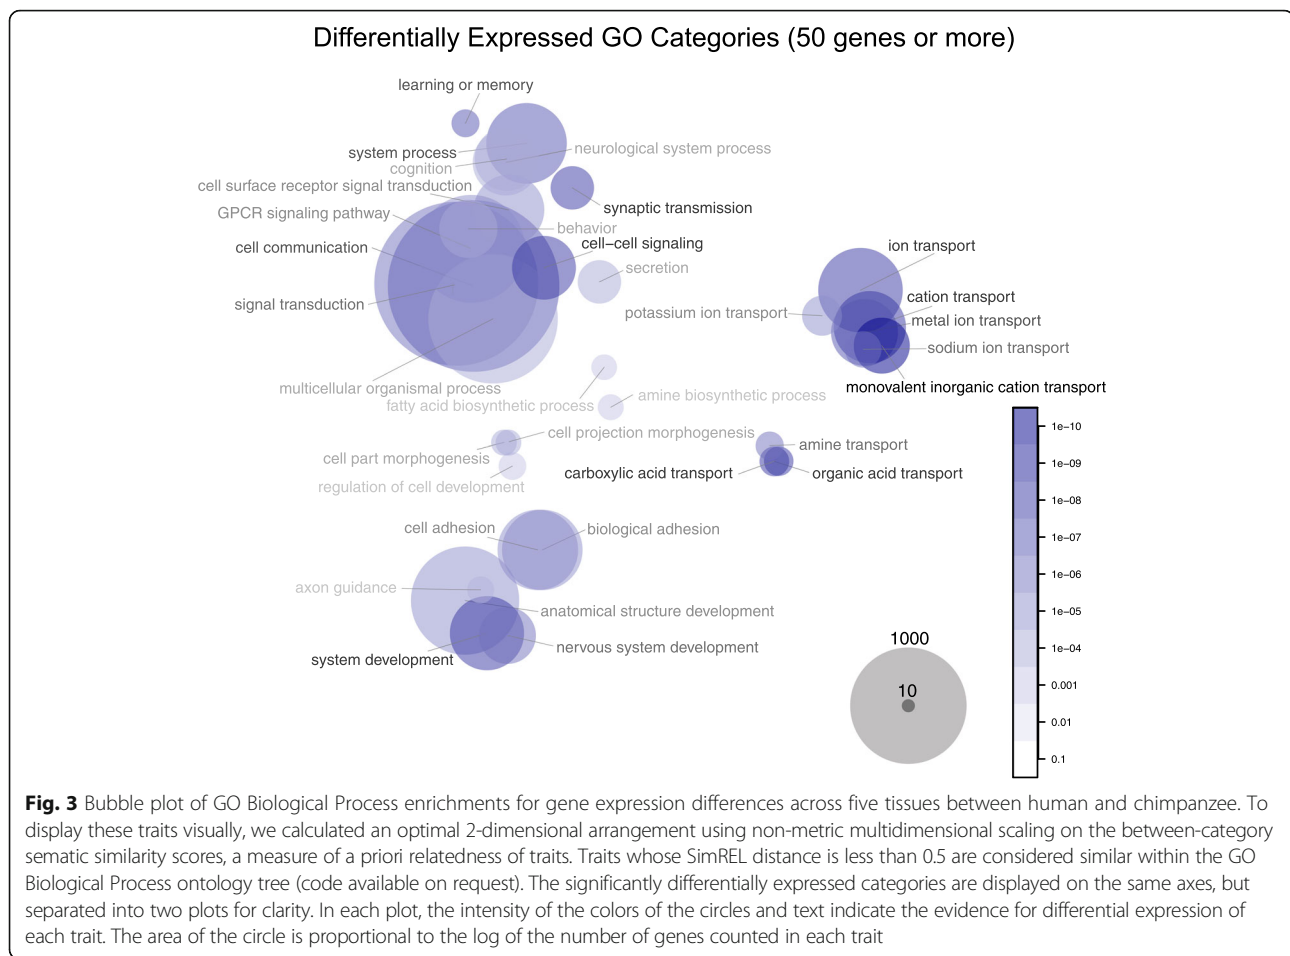 Differentially Expressed GO Categories (50 genes or more)
learning or memory
system process
neurological system process
cognition
cell surface receptor signal transduction
synaptic transmission
GPCR signaling pathway
behavior
cell communication
cell−cell signaling
ion transport
secretion
signal transduction
cation transport
potassium ion transport
metal ion transport
sodium ion transport
multicellular organismal process
monovalent inorganic cation transport
fatty acid biosynthetic process
amine biosynthetic process
cell projection morphogenesis
amine transport
cell part morphogenesis
carboxylic acid transport
organic acid transport
regulation of cell development
cell adhesion
biological adhesion
axon guidance
anatomical structure development
nervous system development
system development
1e−10
1e−09
1e−08
1e−07
1e−06
1e−05
1e−04
0.001
0.01
0.1
1000
10
Fig. 3 Bubble plot of GO Biological Process enrichments for gene expression differences across five tissues between human and chimpanzee. To
display these traits visually, we calculated an optimal 2-dimensional arrangement using non-metric multidimensional scaling on the between-category
sematic similarity scores, a measure of a priori relatedness of traits. Traits whose SimREL distance is less than 0.5 are considered similar within the GO
Biological Process ontology tree (code available on request). The significantly differentially expressed categories are displayed on the same axes, but
separated into two plots for clarity. In each plot, the intensity of the colors of the circles and text indicate the evidence for differential expression of
each trait. The area of the circle is proportional to the log of the number of genes counted in each trait